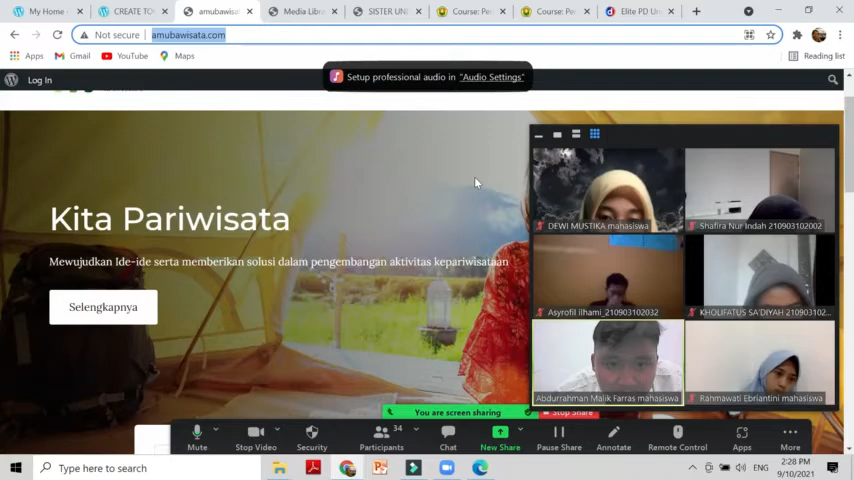 My Home
CREATE TO
amubawisat
Media Libra
SISTER UN
Course: Pe
Course: Pe
Elite PD Un
Not secure
amubawisata.com
Apps
Gmail
YouTube
Maps
Reading list
Log In
Setup professional audio in "Audio Settings"
Kita Pariwisata
Mewujudkan Ide-ide serta memberikan solusi dalam pengembangan aktivitas kepariwisataan
Selengkapnya
DEWI MUSTIKA mahasiswa
Shafira Nur Indah 210903102002
Asyrofil ilhami_210903102032
KHOLIFATUS SA'DIYAH 210903102...
Abdurrahman Malik Farras mahasiswa
Rahmawati Ebriantini mahasiswa
You are screen sharing
Stop Share
Mute
Stop Video
Security
34
Participants
Chat
New Share
Pause Share
Annotate
Remote Control
Apps
More
Type here to search
ENG
2:28 PM
9/10/2021